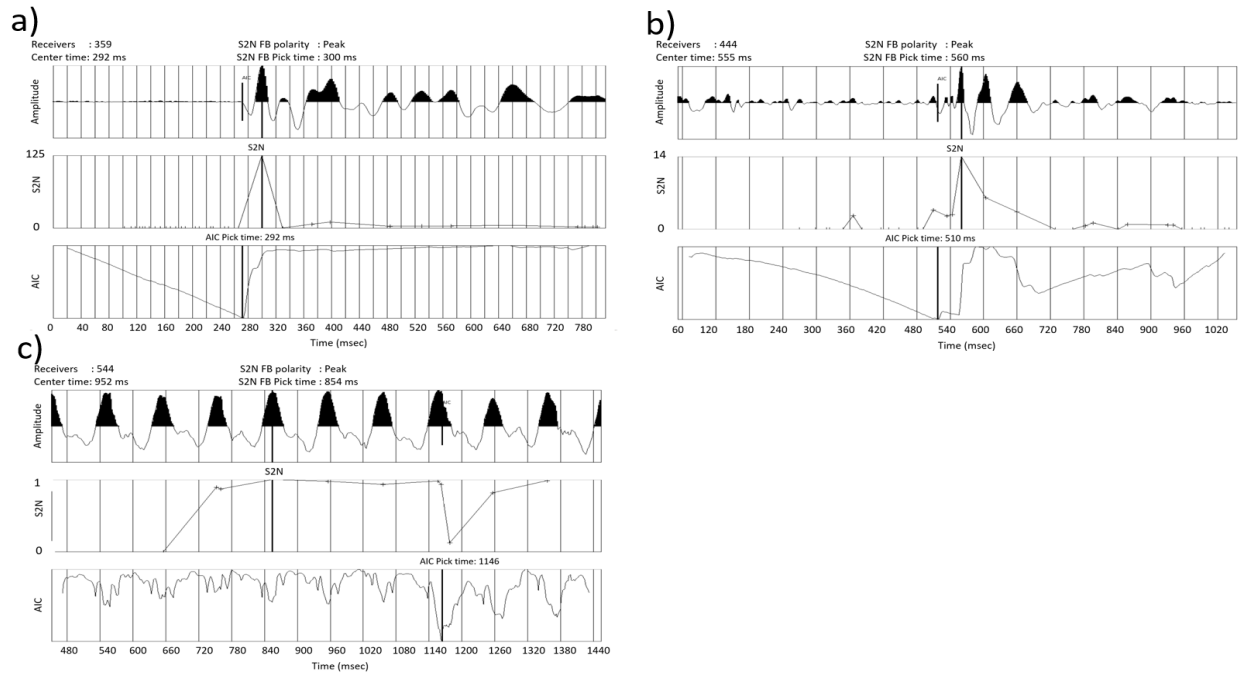 a)
Receivers : 359 S2N FB polarity : Peak
Center time: 292 ms S2N FB Pick time : 300 ms
Amplitude
AIC
S2N
125
S2N
0
AIC Pick time: 292 ms
AIC
0 40 80 120 160 200 240 280 320 360 400 440 480 520 560 600 640 680 720 780
Time (msec)
b)
Receivers : 444 S2N FB polarity : Peak
Center time: 555 ms S2N FB Pick time : 560 ms
Amplitude
AIC
S2N
14
S2N
0
AIC Pick time: 510 ms
AIC
60 120 180 240 300 360 420 480 540 600 660 720 780 840 900 960 1020
Time (msec)
c)
Receivers : 544 S2N FB polarity : Peak
Center time: 952 ms S2N FB Pick time : 854 ms
Amplitude
AIC
S2N
1
S2N
0
AIC Pick time: 1146
AIC
480 600 660 720 780 840 900 960 1020 1080 1140 1260 1200 1320 1380 1440
Time (msec)